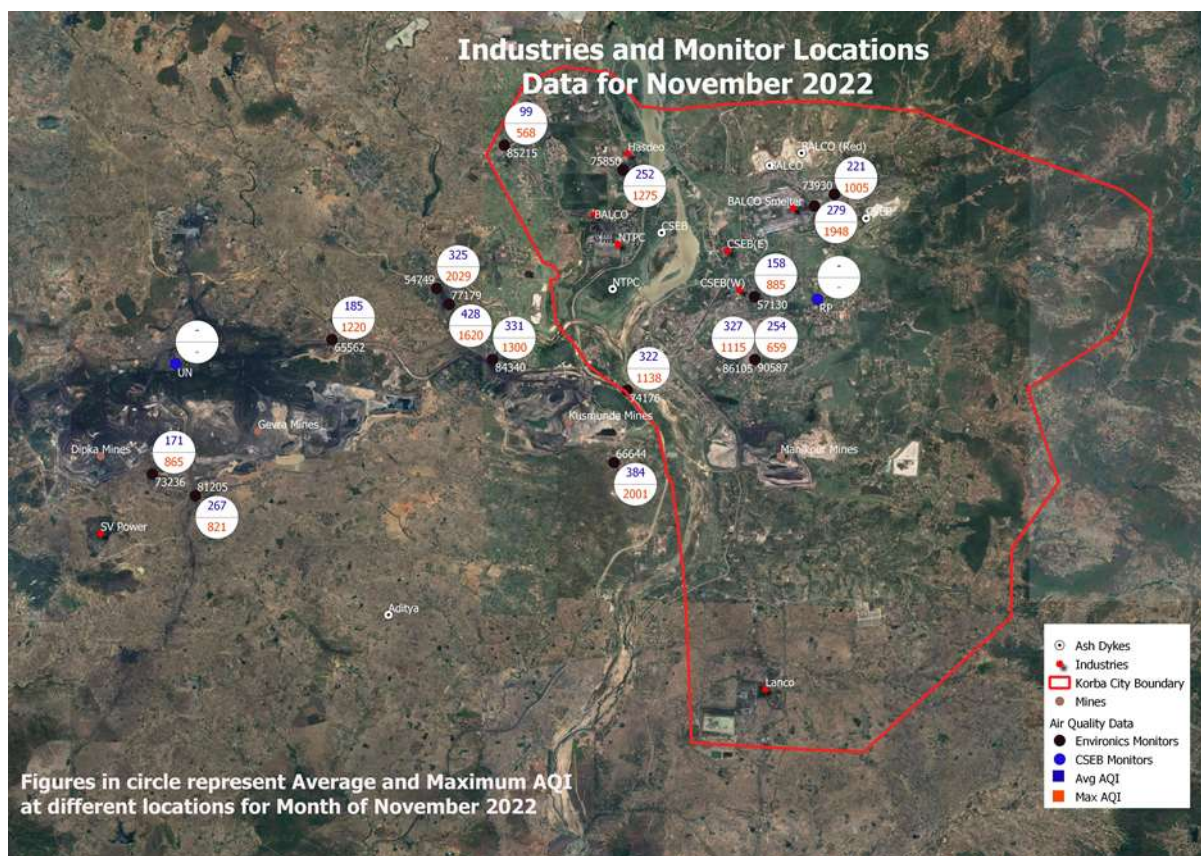 Industries and Monitor Locations
Data for November 2022
99
568
85215
Hasdeo
75850
252
1275
BALCO (Red)
BALCO
221
1005
73930
BALCO Smelter
279
1948
BALCO
CSEB
NTPC
CSEB(E)
325
2029
54749
77179
158
885
CSEB(W)
57130
-
-
RP
NTPC
185
1220
65562
428
1620
331
1300
84340
327
1115
254
659
86105
90587
-
-
UN
322
1138
74176
Gevra Mines
Kusmunda Mines
Dipka Mines
171
865
73236
81205
267
821
66644
384
2001
Manikpur Mines
SV Power
Aditya
Lanco
Ash Dykes
Industries
Korba City Boundary
Mines
Air Quality Data
Environics Monitors
CSEB Monitors
Avg AQI
Max AQI
Figures in circle represent Average and Maximum AQI
at different locations for Month of November 2022